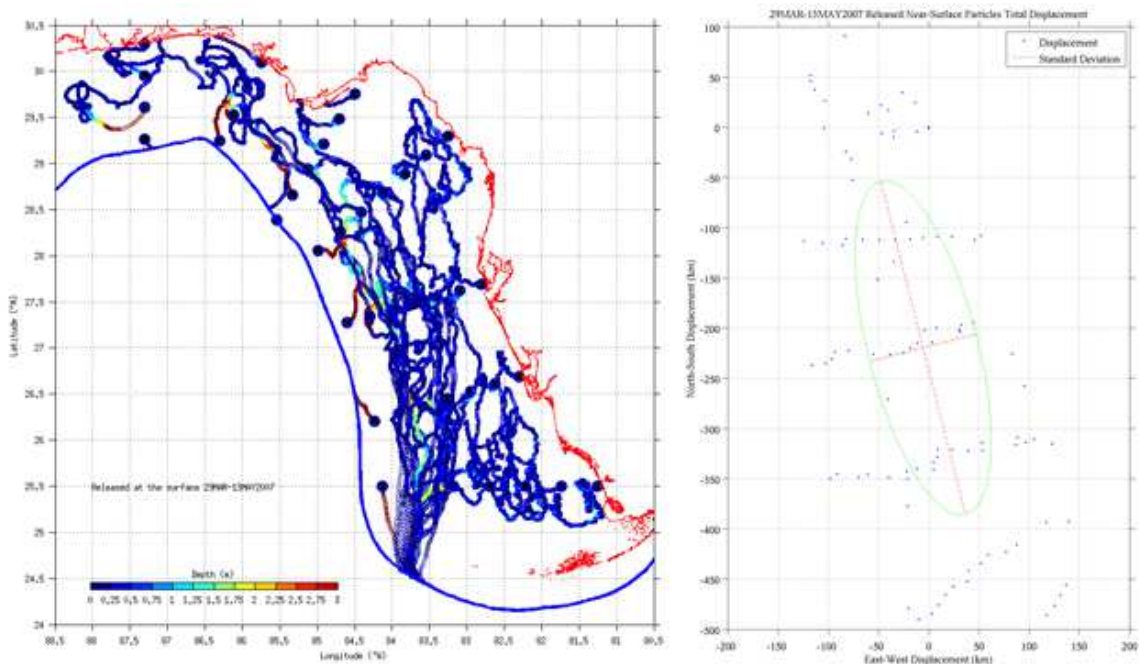 30,5
30
29,5
29
28,5
28
27,5
27
26,5
26
25,5
25
24,5
24
Latitude (°N)
Released at the surface 29MAR-13MAY2007
Depth (m)
0 0,25 0,5 0,75 1 1,25 1,5 1,75 2 2,25 2,5 2,75 3
88,5 88 87,5 87 86,5 86 85,5 85 84,5 84 83,5 83 82,5 82 81,5 81 80,5
Longitude (°W)
29MAR-13MAY2007 Released Near-Surface Particles Total Displacement
Displacement
Standard Deviation
100
50
0
-50
-100
-150
-200
-250
-300
-350
-400
-450
-500
North-South Displacement (km)
-200 -150 -100 -50 0 50 100 150 200
East-West Displacement (km)